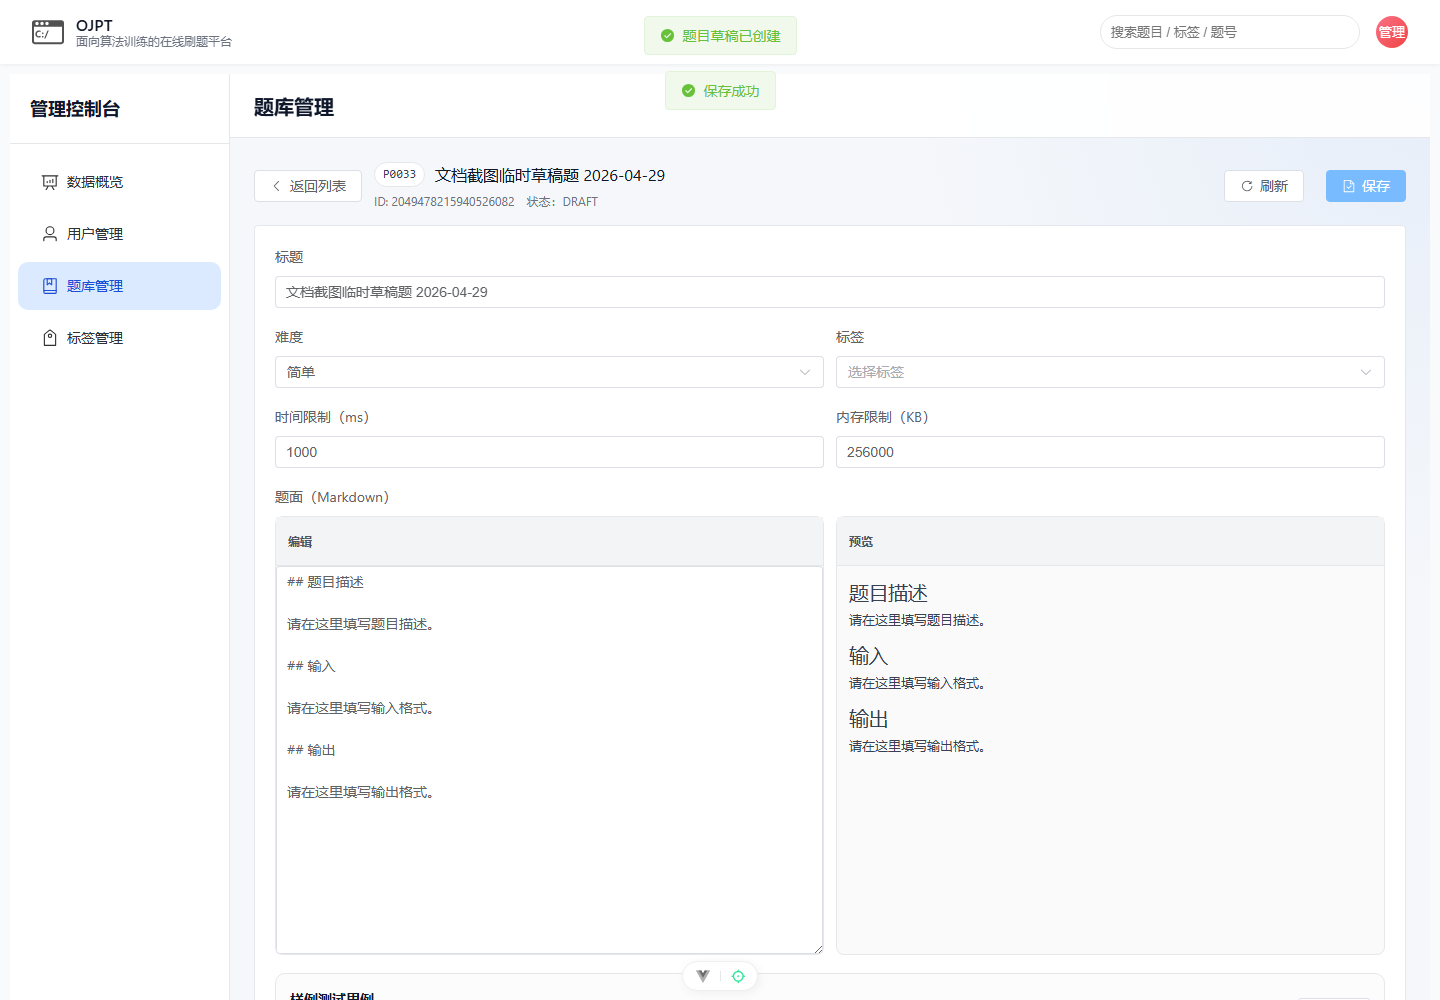 OJPT
面向算法训练的在线刷题平台
题目草稿已创建
保存成功
搜索题目 / 标签 / 题号
管理
管理控制台
数据概览
用户管理
题库管理
标签管理
题库管理
返回列表
P0033 文档截图临时草稿题 2026-04-29
ID: 2049478215940526082 状态：DRAFT
刷新
保存
标题
文档截图临时草稿题 2026-04-29
难度
简单
标签
选择标签
时间限制（ms）
1000
内存限制（KB）
256000
题面（Markdown）
编辑
## 题目描述
请在这里填写题目描述。
## 输入
请在这里填写输入格式。
## 输出
请在这里填写输出格式。
预览
题目描述
请在这里填写题目描述。
输入
请在这里填写输入格式。
输出
请在这里填写输出格式。
样例测试用例